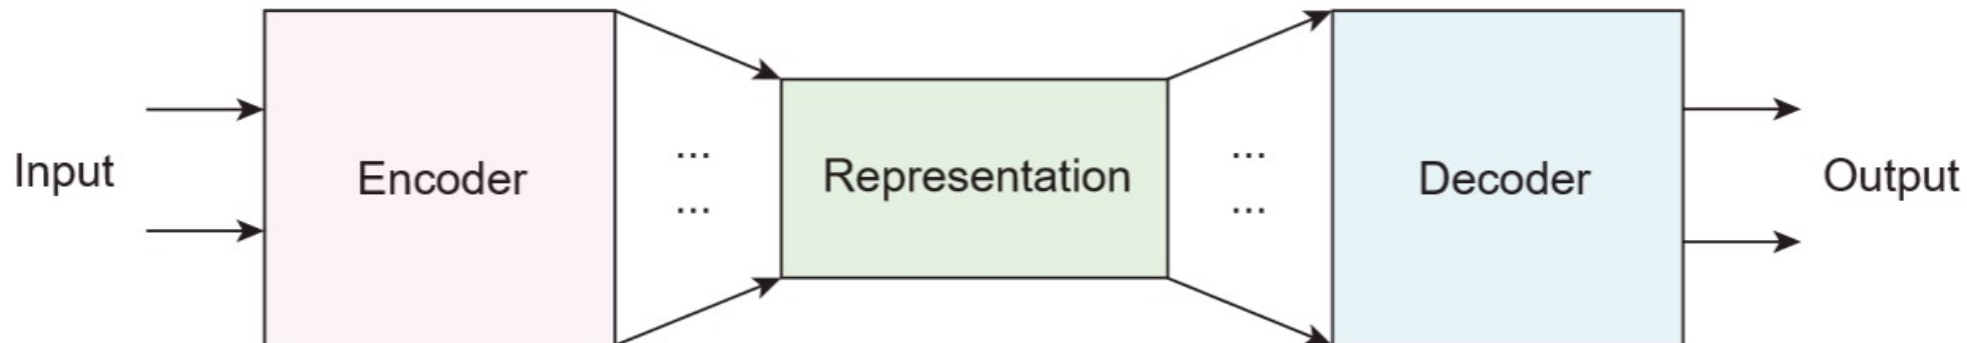 Input
Encoder
...
...
Representation
...
...
Decoder
Output